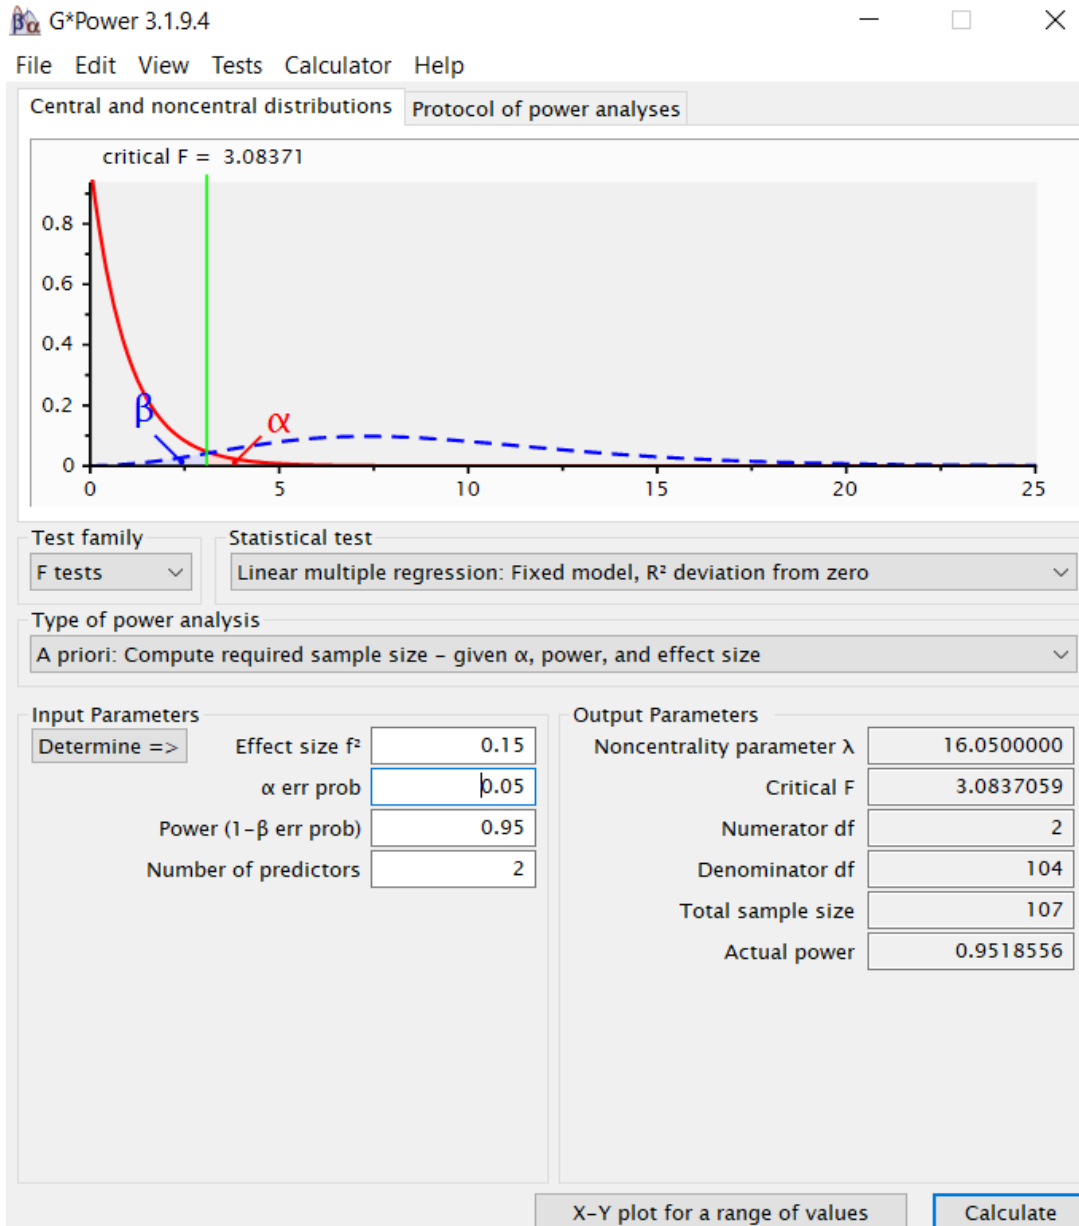 G*Power 3.1.9.4
File Edit View Tests Calculator Help
Central and noncentral distributions Protocol of power analyses
critical F = 3.08371
0.8
0.6
0.4
0.2
β α
0
0 5 10 15 20 25
Test family Statistical test
F tests Linear multiple regression: Fixed model, R² deviation from zero
Type of power analysis
A priori: Compute required sample size – given α, power, and effect size
Input Parameters Output Parameters
Determine => Effect size f² 0.15 Noncentrality parameter λ 16.0500000
α err prob 0.05 Critical F 3.0837059
Power (1-β err prob) 0.95 Numerator df 2
Number of predictors 2 Denominator df 104
Total sample size 107
Actual power 0.9518556
X-Y plot for a range of values Calculate